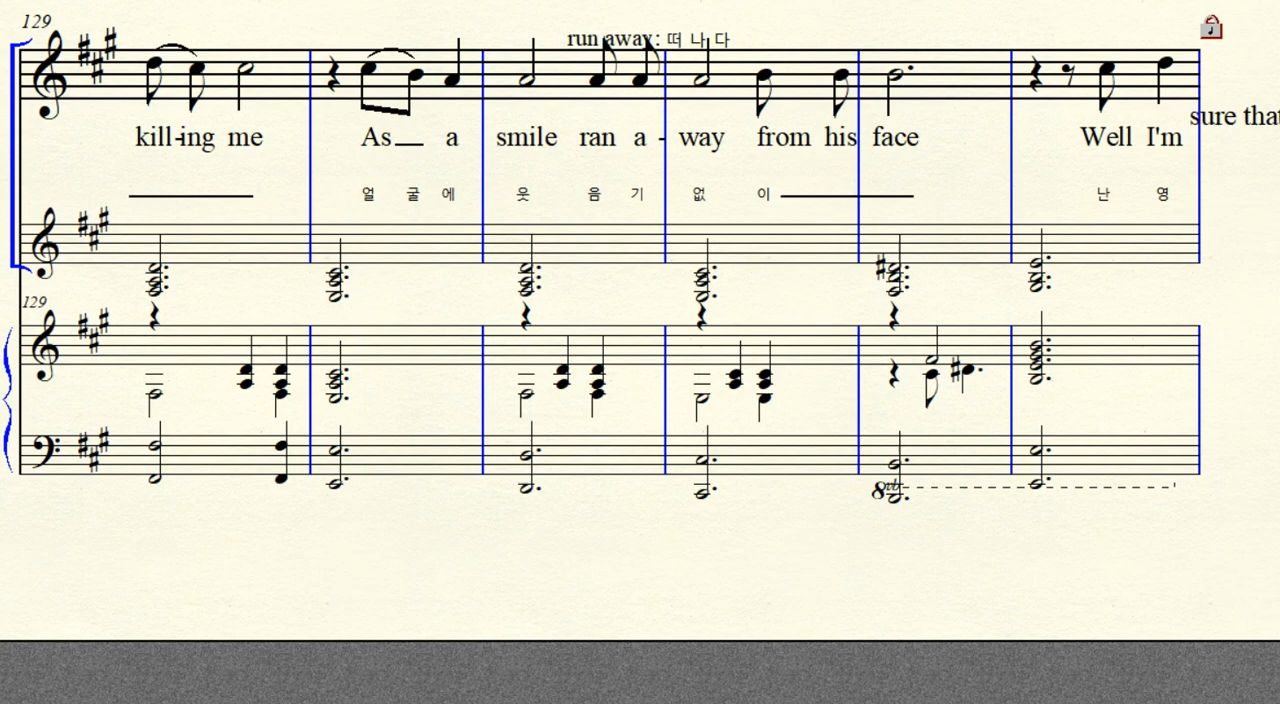 129
run away: 떠 나 다
kill-ing me As a smile ran a - way from his face Well I'm sure that
얼 굴 에 웃 음 기 없 이 난 영
129
8vb